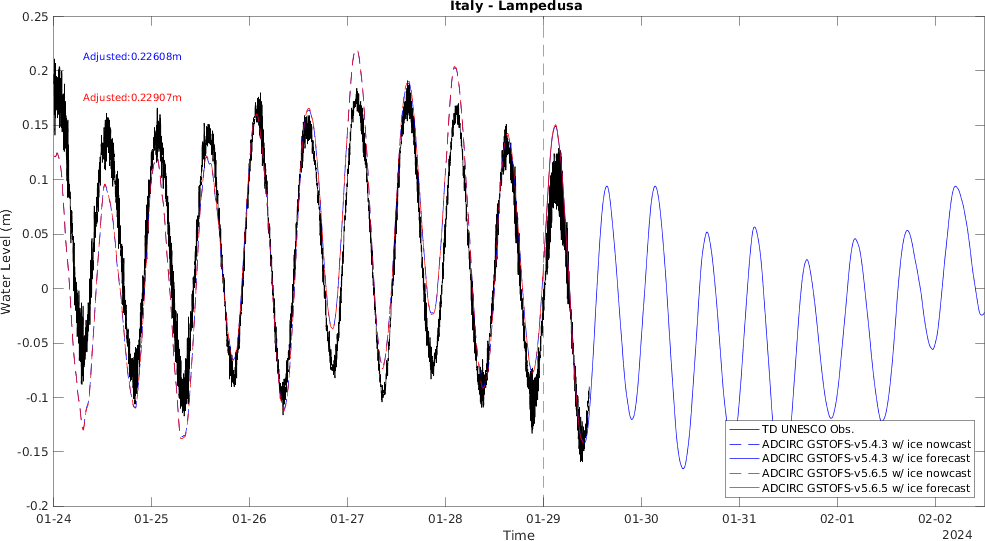 Italy - Lampedusa
0.25
0.2
0.15
0.1
0.05
0
-0.05
-0.1
-0.15
-0.2
Water Level (m)
Adjusted:0.22608m
Adjusted:0.22907m
TD UNESCO Obs.
ADCIRC GSTOFS-v5.4.3 w/ ice nowcast
ADCIRC GSTOFS-v5.4.3 w/ ice forecast
ADCIRC GSTOFS-v5.6.5 w/ ice nowcast
ADCIRC GSTOFS-v5.6.5 w/ ice forecast
01-24 01-25 01-26 01-27 01-28 01-29 01-30 01-31 02-01 02-02
Time
2024